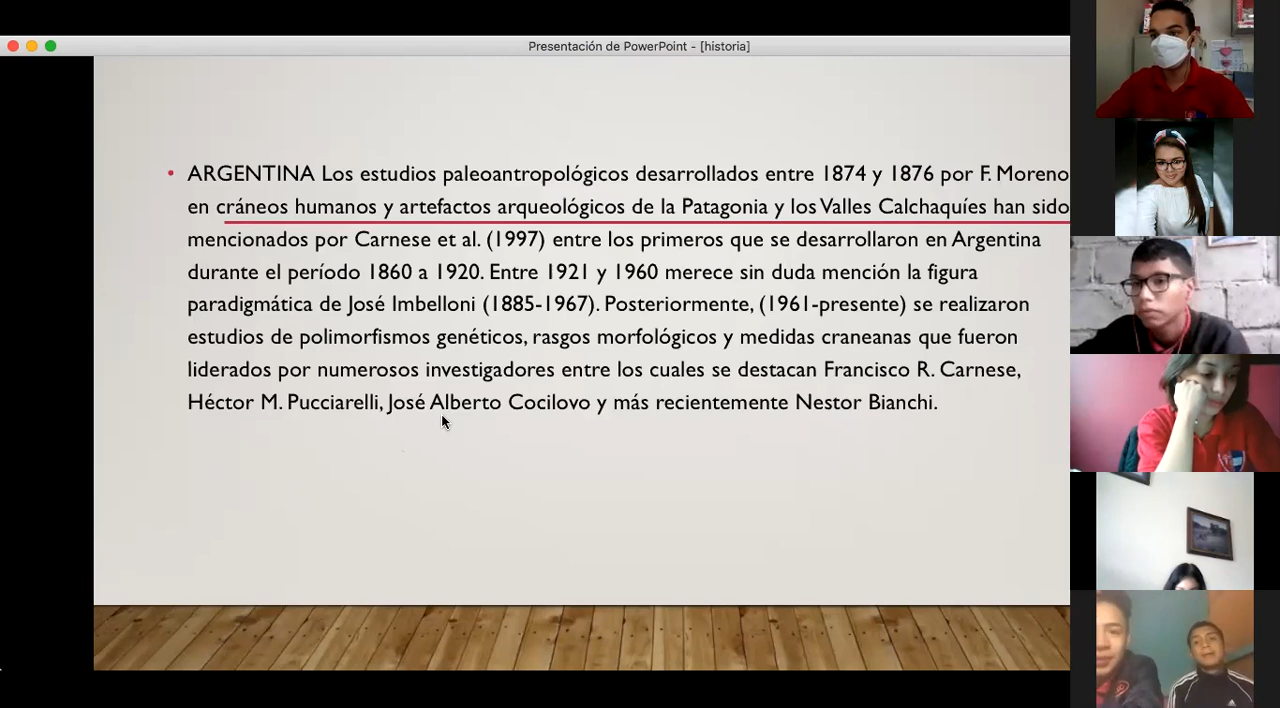 Presentación de PowerPoint - [historia]
• ARGENTINA Los estudios paleoantropológicos desarrollados entre 1874 y 1876 por F. Moreno
en cráneos humanos y artefactos arqueológicos de la Patagonia y los Valles Calchaquíes han sido
mencionados por Carnese et al. (1997) entre los primeros que se desarrollaron en Argentina
durante el período 1860 a 1920. Entre 1921 y 1960 merece sin duda mención la figura
paradigmática de José Imbelloni (1885-1967). Posteriormente, (1961-presente) se realizaron
estudios de polimorfismos genéticos, rasgos morfológicos y medidas craneanas que fueron
liderados por numerosos investigadores entre los cuales se destacan Francisco R. Carnese,
Héctor M. Pucciarelli, José Alberto Cocilovo y más recientemente Nestor Bianchi.